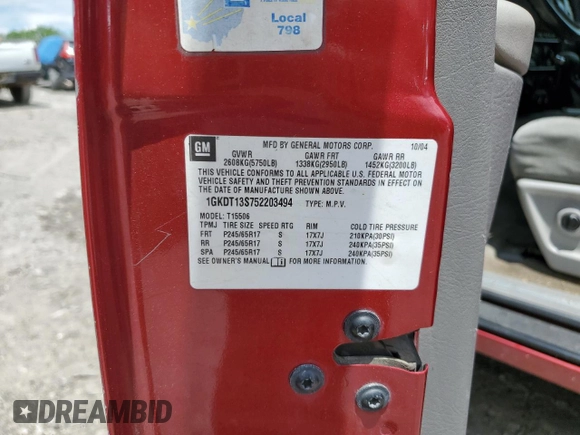 Local
798
GM
MFD BY GENERAL MOTORS CORP. 10/04
GVWR GAWR FRT GAWR RR
2608KG(5750LB) 1338KG(2950LB) 1452KG(3200LB)
THIS VEHICLE CONFORMS TO ALL APPLICABLE U.S. FEDERAL MOTOR
VEHICLE SAFETY AND THEFT PREVENTION STANDARDS IN EFFECT ON
THE DATE OF MANUFACTURE SHOWN ABOVE.
1GKDT13S752203494 TYPE: M.P.V.
MODEL: T15506
TPMJ TIRE SIZE SPEED RTG RIM COLD TIRE PRESSURE
FRT P245/65R17 S 17X7J 210KPA(30PSI)
RR P245/65R17 S 17X7J 240KPA(35PSI)
SPA P245/65R17 S 17X7J 240KPA(35PSI)
SEE OWNER'S MANUAL FOR MORE INFORMATION.
DREAMBID